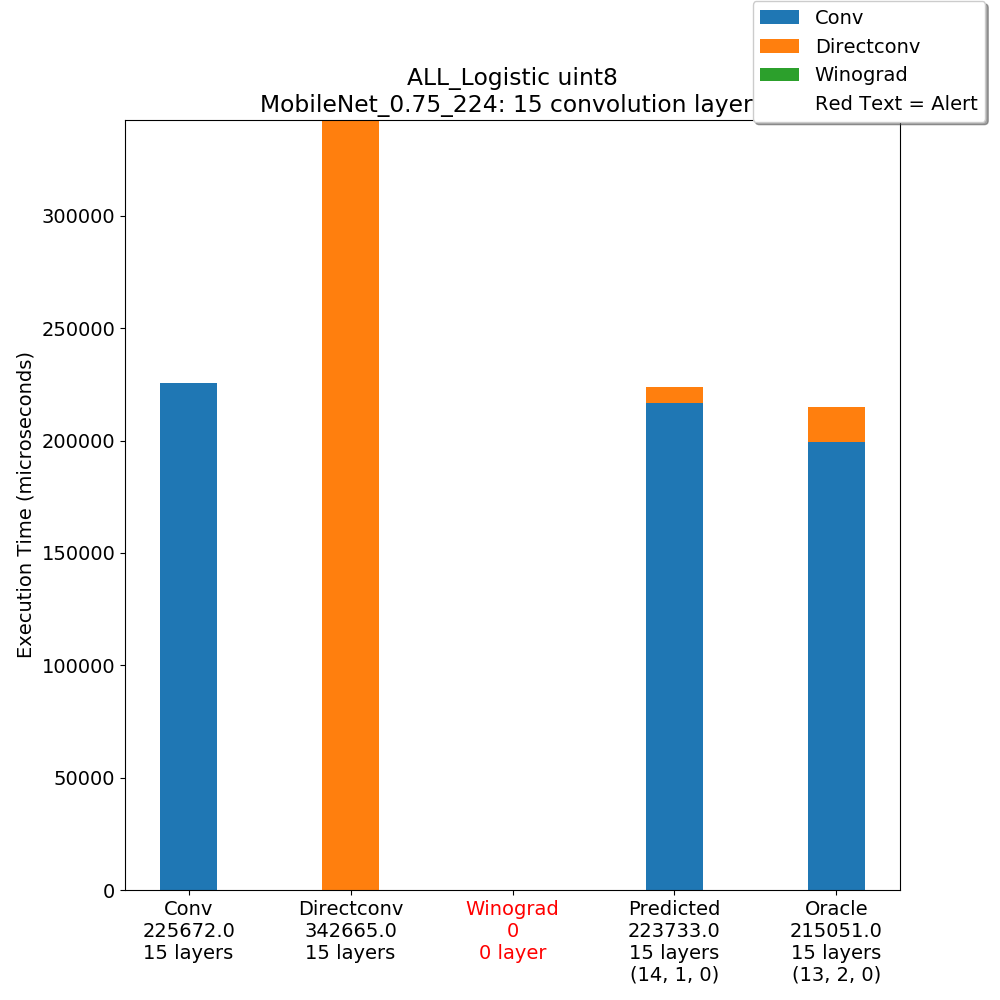 Conv
Directconv
Winograd
Red Text = Alert
ALL_Logistic uint8
MobileNet_0.75_224: 15 convolution layer
Execution Time (microseconds)
300000
250000
200000
150000
100000
50000
0
Conv
225672.0
15 layers
Directconv
342665.0
15 layers
Winograd
0
0 layer
Predicted
223733.0
15 layers
(14, 1, 0)
Oracle
215051.0
15 layers
(13, 2, 0)